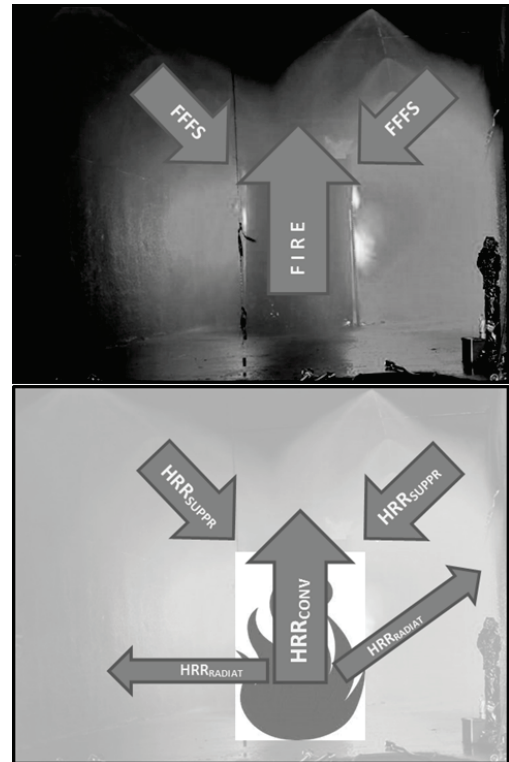 FFFS
FFFS
FIRE
HRRSUPPR
HRRSUPPR
HRRCONV
HRRRADIAT
HRRRADIAT